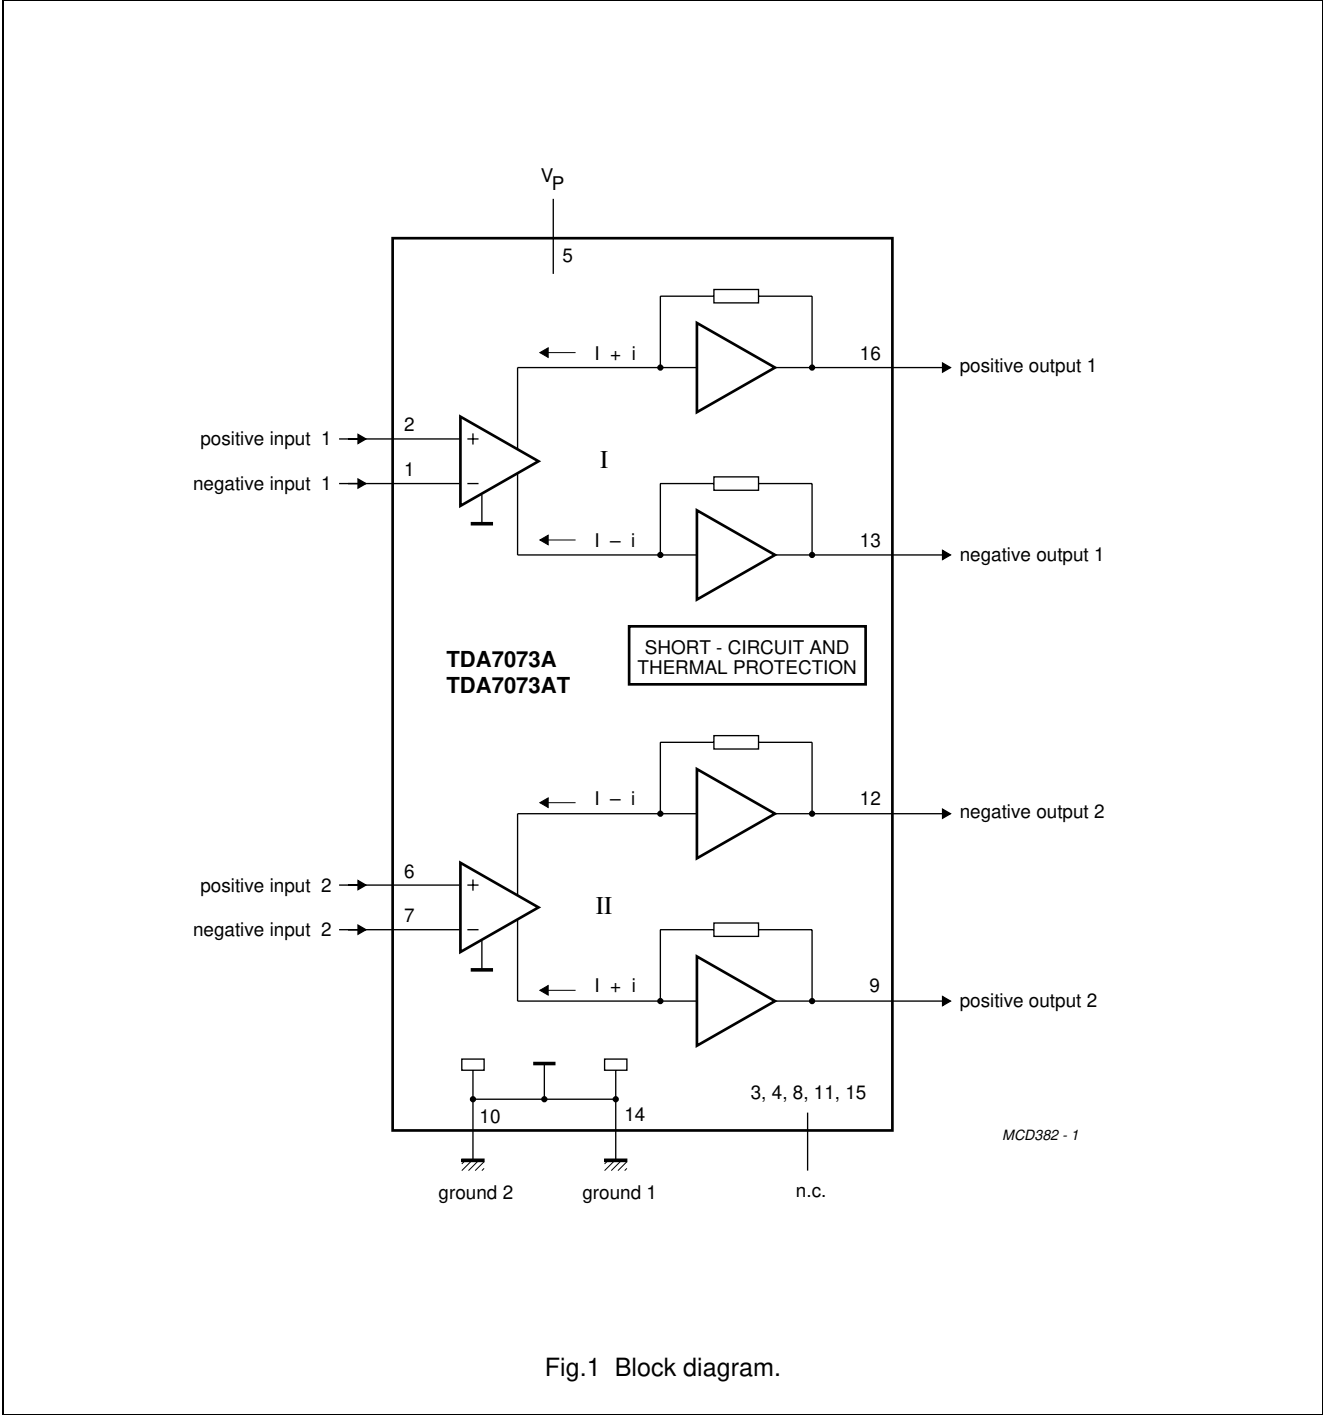 VP
5
I + i
16
positive output 1
positive input 1
2
+
negative input 1
1
–
I
I – i
13
negative output 1
TDA7073A
TDA7073AT
SHORT - CIRCUIT AND
THERMAL PROTECTION
I – i
12
negative output 2
positive input 2
6
+
negative input 2
7
–
II
I + i
9
positive output 2
3, 4, 8, 11, 15
10
14
MCD382 - 1
ground 2
ground 1
n.c.
Fig.1 Block diagram.